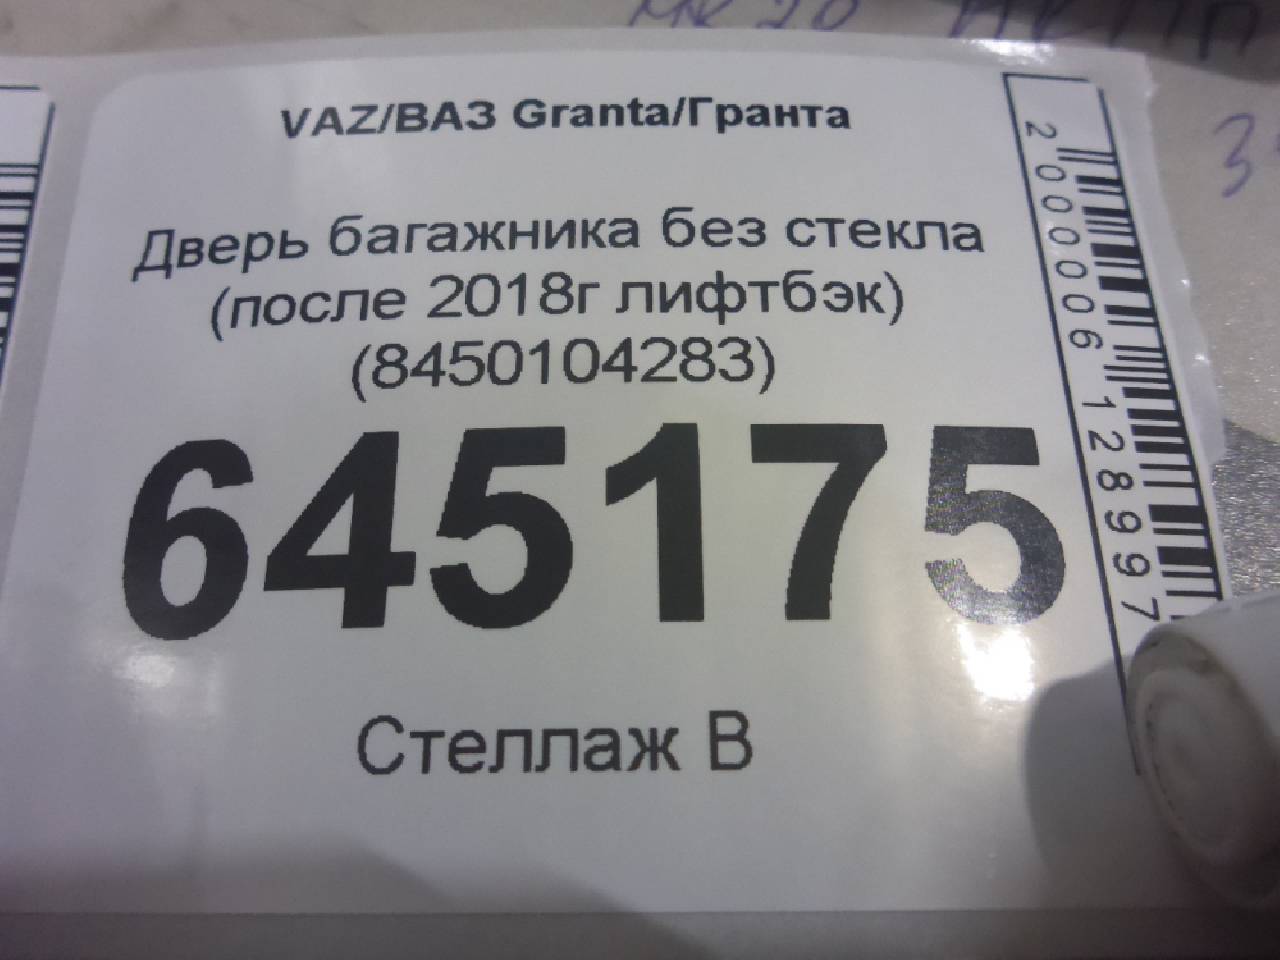 VAZ/ВАЗ Granta/Гранта
Дверь багажника без стекла
(после 2018г лифтбэк)
(8450104283)
645175
Стеллаж В
2000006128997